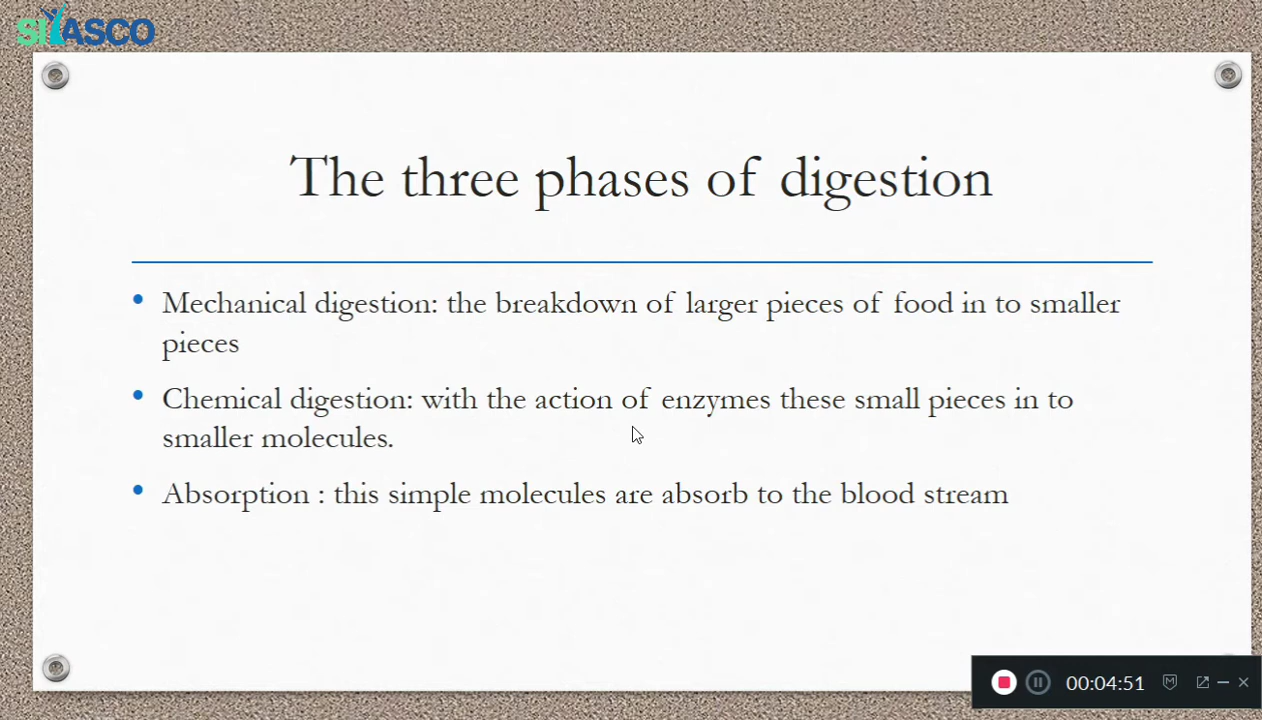 SIYASCO
The three phases of digestion
• Mechanical digestion: the breakdown of larger pieces of food in to smaller
pieces
• Chemical digestion: with the action of enzymes these small pieces in to
smaller molecules.
• Absorption : this simple molecules are absorb to the blood stream
00:04:51